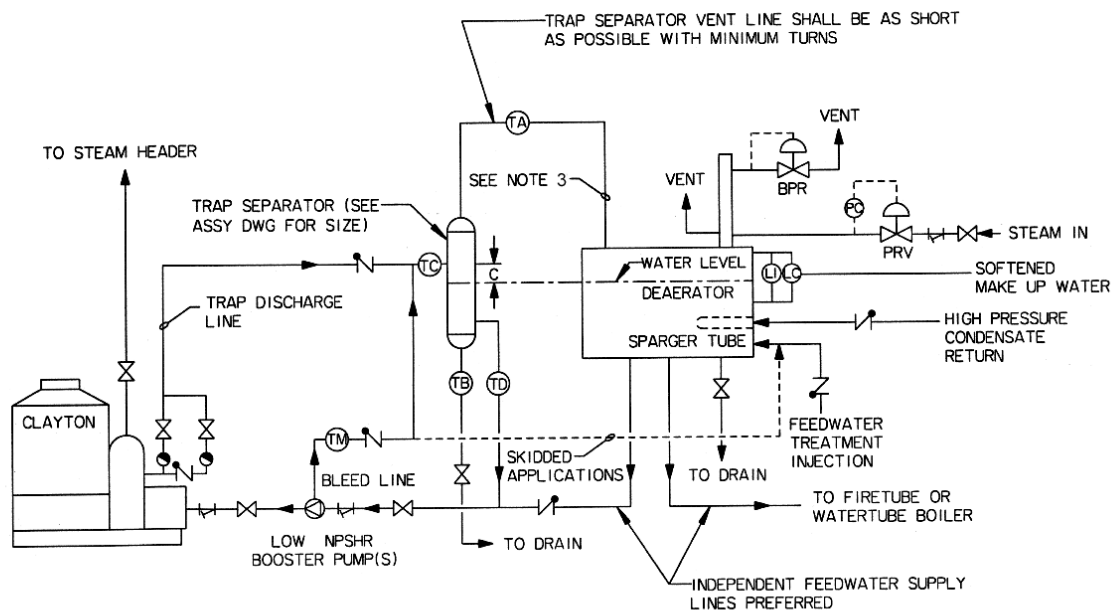 TRAP SEPARATOR VENT LINE SHALL BE AS SHORT
AS POSSIBLE WITH MINIMUM TURNS
TA
VENT
TO STEAM HEADER
SEE NOTE 3
BPR
VENT
TRAP SEPARATOR (SEE
ASSY DWG FOR SIZE)
PC
STEAM IN
PRV
TC
C
WATER LEVEL
LI
LC
SOFTENED
MAKE UP WATER
DEAERATOR
TRAP DISCHARGE
LINE
SPARGER TUBE
HIGH PRESSURE
CONDENSATE
RETURN
TB
TD
CLAYTON
TM
FEEDWATER
TREATMENT
INJECTION
SKIDDED
APPLICATIONS
BLEED LINE
TO DRAIN
TO FIRETUBE OR
WATERTUBE BOILER
LOW NPSHR
BOOSTER PUMP(S)
TO DRAIN
INDEPENDENT FEEDWATER SUPPLY
LINES PREFERRED